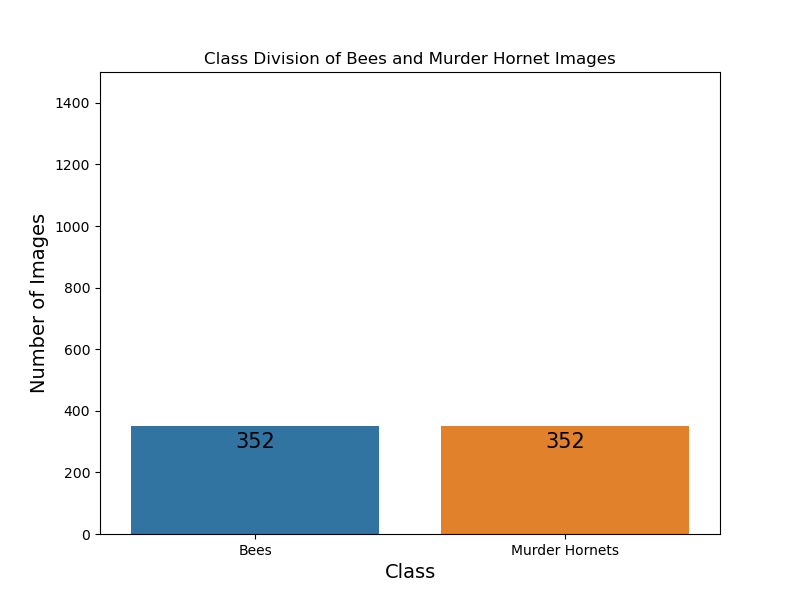 Class Division of Bees and Murder Hornet Images
1400
1200
1000
800
600
400
200
0
Number of Images
352
352
Bees
Murder Hornets
Class